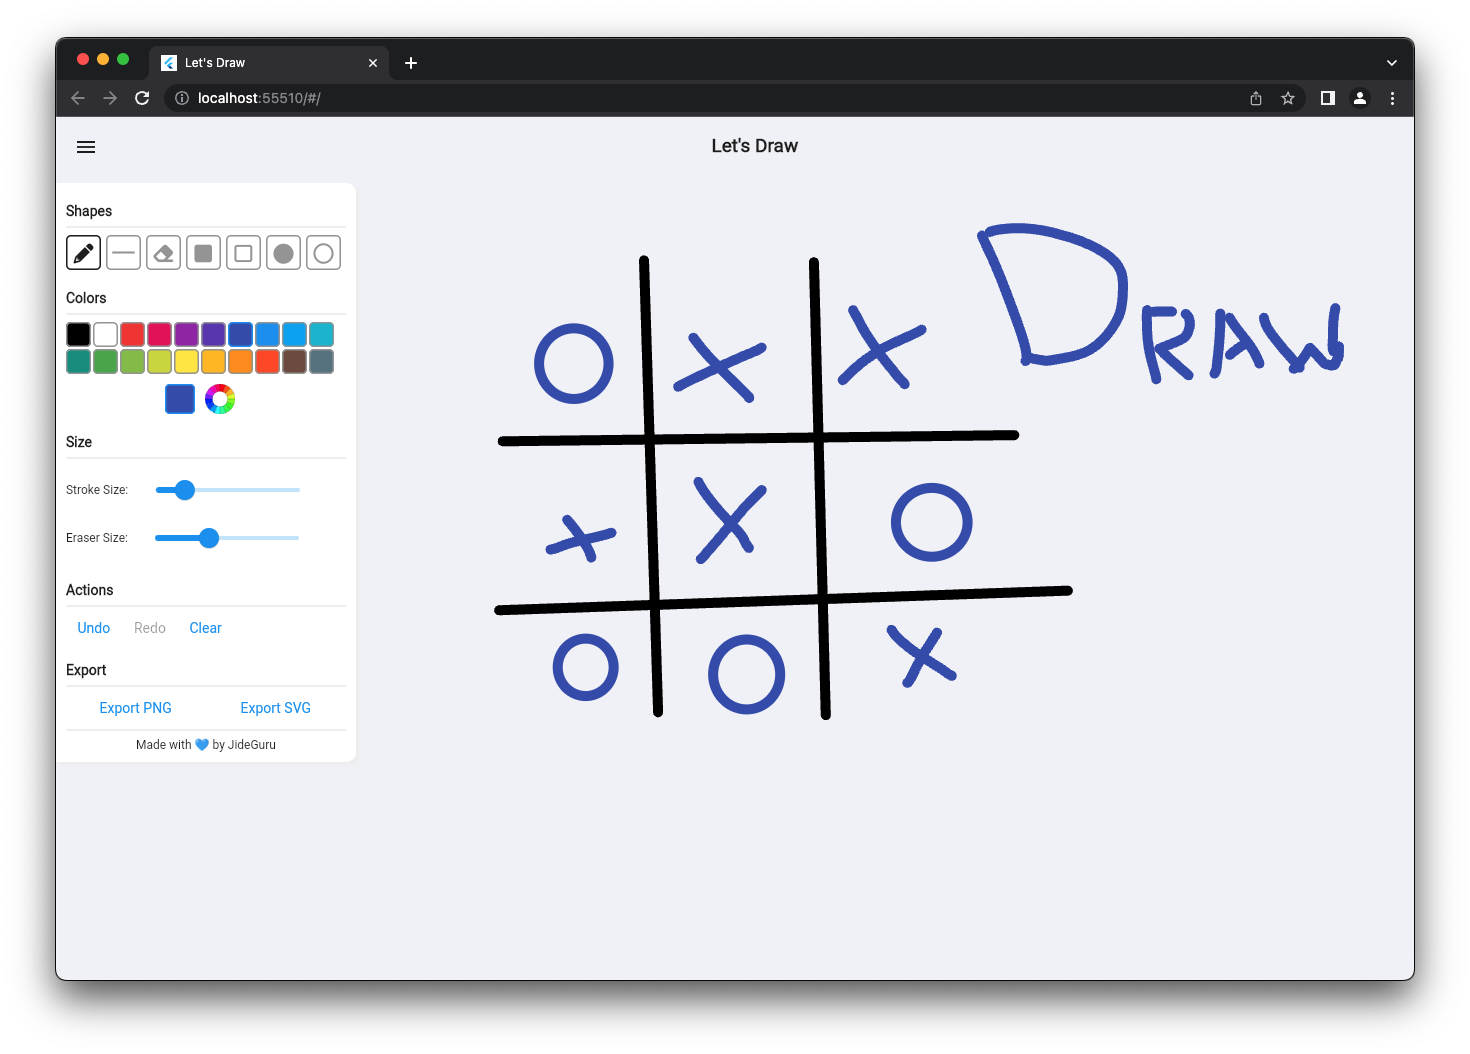 Let's Draw
localhost:55510/#/
Let's Draw
Shapes
Colors
Size
Stroke Size:
Eraser Size:
Actions
Undo Redo Clear
Export
Export PNG Export SVG
Made with 💙 by JideGuru
DRAW
O X X
X X O
O O X